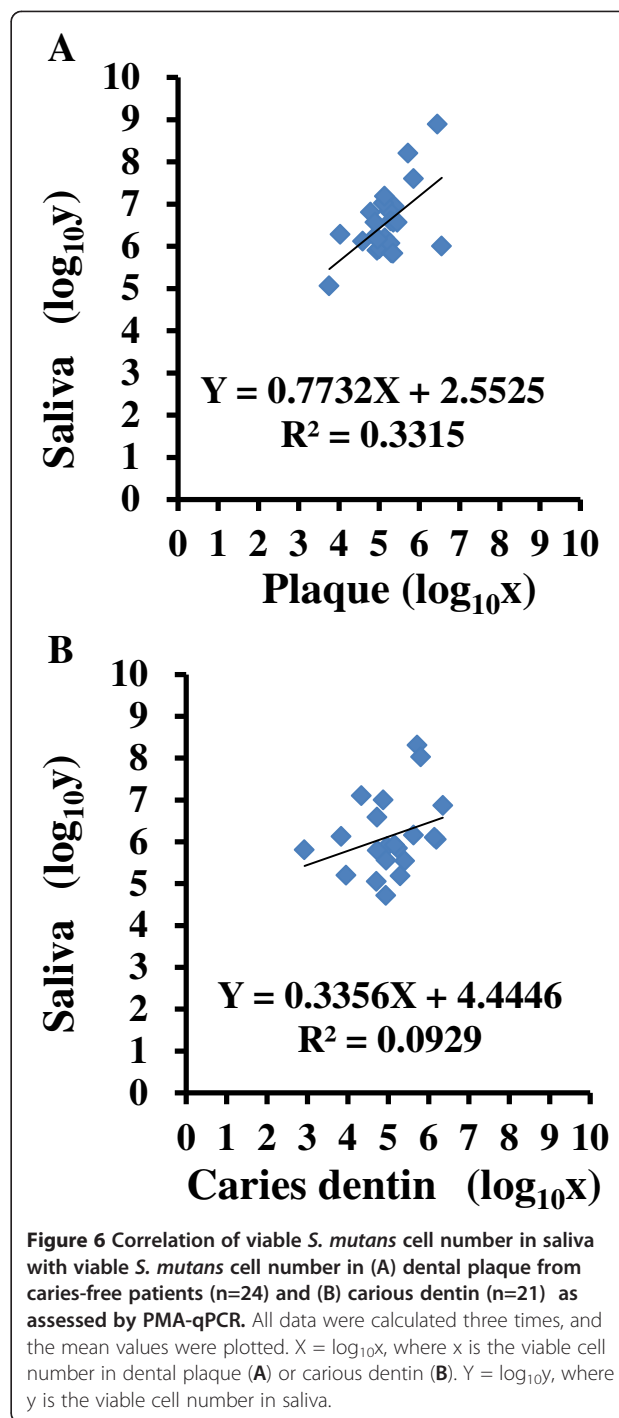 A
10
9
8
7
6
5
4
3
2
1
0
Saliva (log₁₀y)
Y = 0.7732X + 2.5525
R² = 0.3315
0 1 2 3 4 5 6 7 8 9 10
Plaque (log₁₀x)
B
10
9
8
7
6
5
4
3
2
1
0
Saliva (log₁₀y)
Y = 0.3356X + 4.4446
R² = 0.0929
0 1 2 3 4 5 6 7 8 9 10
Caries dentin (log₁₀x)
Figure 6 Correlation of viable S. mutans cell number in saliva
with viable S. mutans cell number in (A) dental plaque from
caries-free patients (n=24) and (B) carious dentin (n=21) as
assessed by PMA-qPCR. All data were calculated three times, and
the mean values were plotted. X = log₁₀x, where x is the viable cell
number in dental plaque (A) or carious dentin (B). Y = log₁₀y, where
y is the viable cell number in saliva.